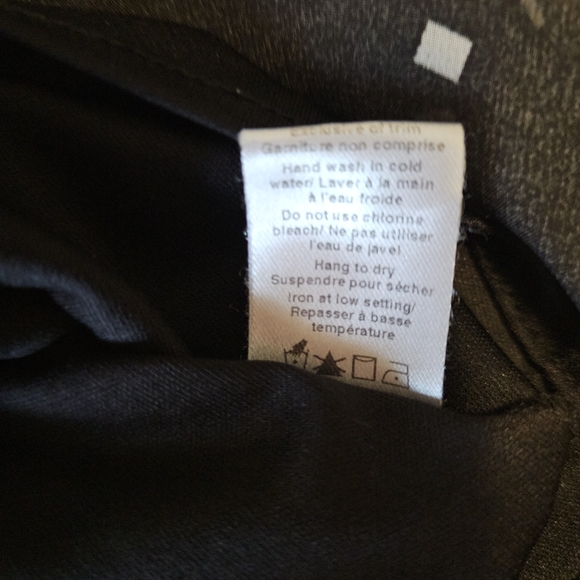 Exclusive of trim
Garniture non comprise
Hand wash in cold
water/ Laver à la main
à l'eau froide
Do not use chlorine
bleach/ Ne pas utiliser
l'eau de javel
Hang to dry
Suspendre pour sécher
Iron at low setting/
Repasser à basse
température